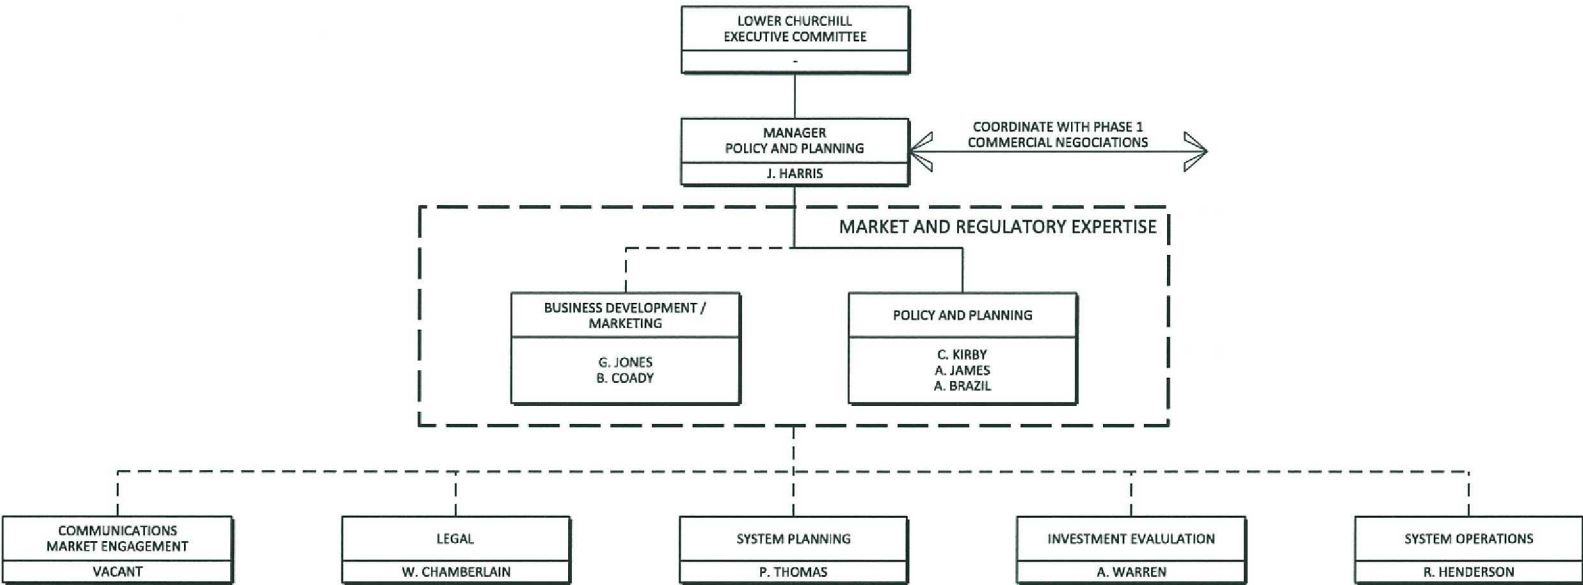 LOWER CHURCHILL
EXECUTIVE COMMITTEE
-
MANAGER
POLICY AND PLANNING
J. HARRIS
COORDINATE WITH PHASE 1
COMMERCIAL NEGOCIATIONS
MARKET AND REGULATORY EXPERTISE
BUSINESS DEVELOPMENT /
MARKETING
G. JONES
B. COADY
POLICY AND PLANNING
C. KIRBY
A. JAMES
A. BRAZIL
COMMUNICATIONS
MARKET ENGAGEMENT
VACANT
LEGAL
W. CHAMBERLAIN
SYSTEM PLANNING
P. THOMAS
INVESTMENT EVALULATION
A. WARREN
SYSTEM OPERATIONS
R. HENDERSON